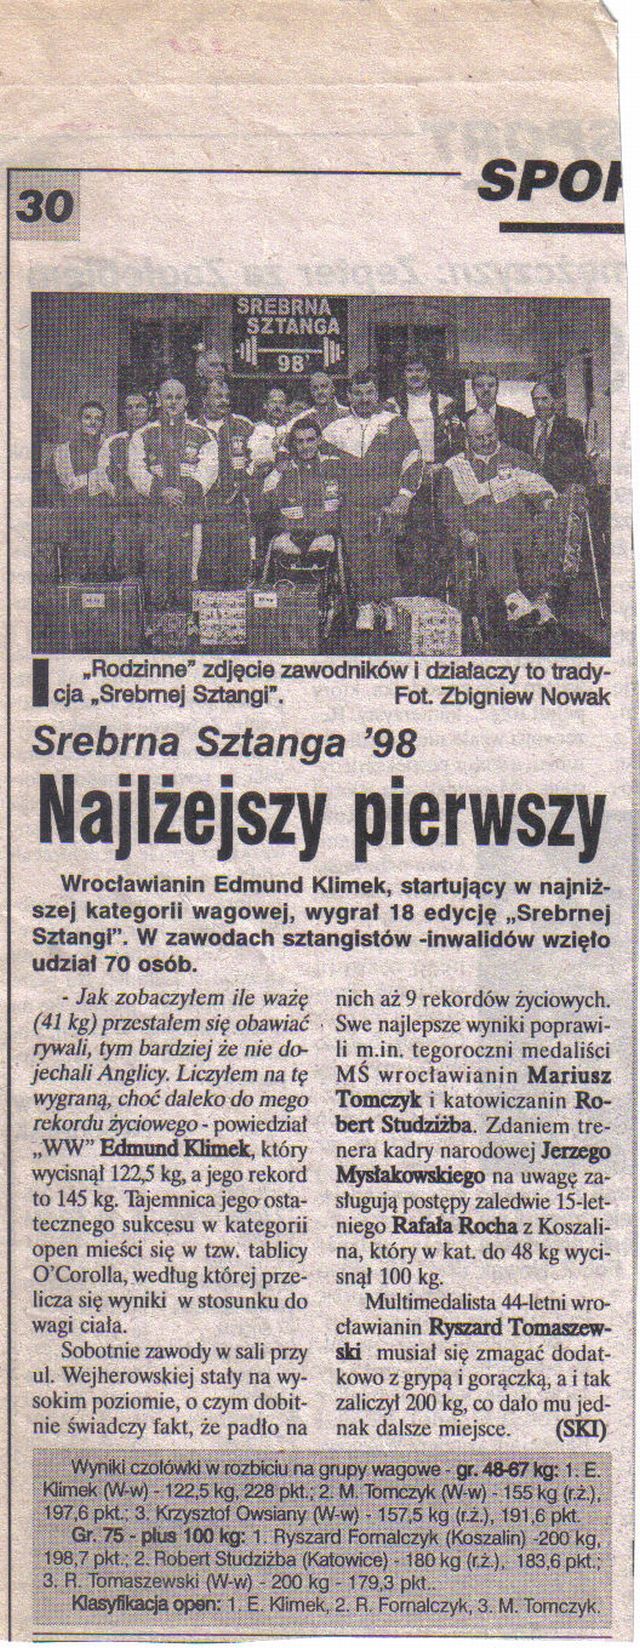 30
SPOR
SREBRNA
SZTANGA
98'
„Rodzinne” zdjęcie zawodników i działaczy to trady-
cja „Srebrnej Sztangi”. Fot. Zbigniew Nowak
Srebrna Sztanga '98
Najlżejszy pierwszy
Wrocławianin Edmund Klimek, startujący w najniż-
szej kategorii wagowej, wygrał 18 edycję „Srebrnej
Sztangi”. W zawodach sztangistów -inwalidów wzięło
udział 70 osób.
- Jak zobaczyłem ile ważę
(41 kg) przestałem się obawiać
rywali, tym bardziej że nie do-
jechali Anglicy. Liczyłem na tę
wygraną, choć daleko do mego
rekordu życiowego - powiedział
„WW” Edmund Klimek, który
wycisnął 122,5 kg, a jego rekord
to 145 kg. Tajemnica jego osta-
tecznego sukcesu w kategorii
open mieści się w tzw. tablicy
O'Corolla, według której prze-
licza się wyniki w stosunku do
wagi ciała.
Sobotnie zawody w sali przy
ul. Wejherowskiej stały na wy-
sokim poziomie, o czym dobit-
nie świadczy fakt, że padło na
nich aż 9 rekordów życiowych.
Swe najlepsze wyniki poprawi-
li m.in. tegoroczni medaliści
MŚ wrocławianin Mariusz
Tomczyk i katowiczanin Ro-
bert Studziżba. Zdaniem tre-
nera kadry narodowej Jerzego
Mysłakowskiego na uwagę za-
sługują postępy zaledwie 15-let-
niego Rafała Rocha z Koszali-
na, który w kat. do 48 kg wyci-
snął 100 kg.
Multimedalista 44-letni wro-
cławianin Ryszard Tomaszew-
ski musiał się zmagać dodat-
kowo z grypą i gorączką, a i tak
zaliczył 200 kg, co dało mu jed-
nak dalsze miejsce. (SKI)
Wyniki czołówki w rozbiciu na grupy wagowe - gr. 48-67 kg: 1. E.
Klimek (W-w) - 122,5 kg, 228 pkt.; 2. M. Tomczyk (W-w) - 155 kg (r.ż.),
197,6 pkt.; 3. Krzysztof Owsiany (W-w) - 157,5 kg (r.ż.), 191,6 pkt.
Gr. 75 - plus 100 kg: 1. Ryszard Fornalczyk (Koszalin) -200 kg,
198,7 pkt.; 2. Robert Studziżba (Katowice) - 180 kg (r.ż.), 183,6 pkt.;
3. R. Tomaszewski (W-w) - 200 kg - 179,3 pkt..
Klasyfikacja open: 1. E. Klimek, 2. R. Fornalczyk, 3. M. Tomczyk.